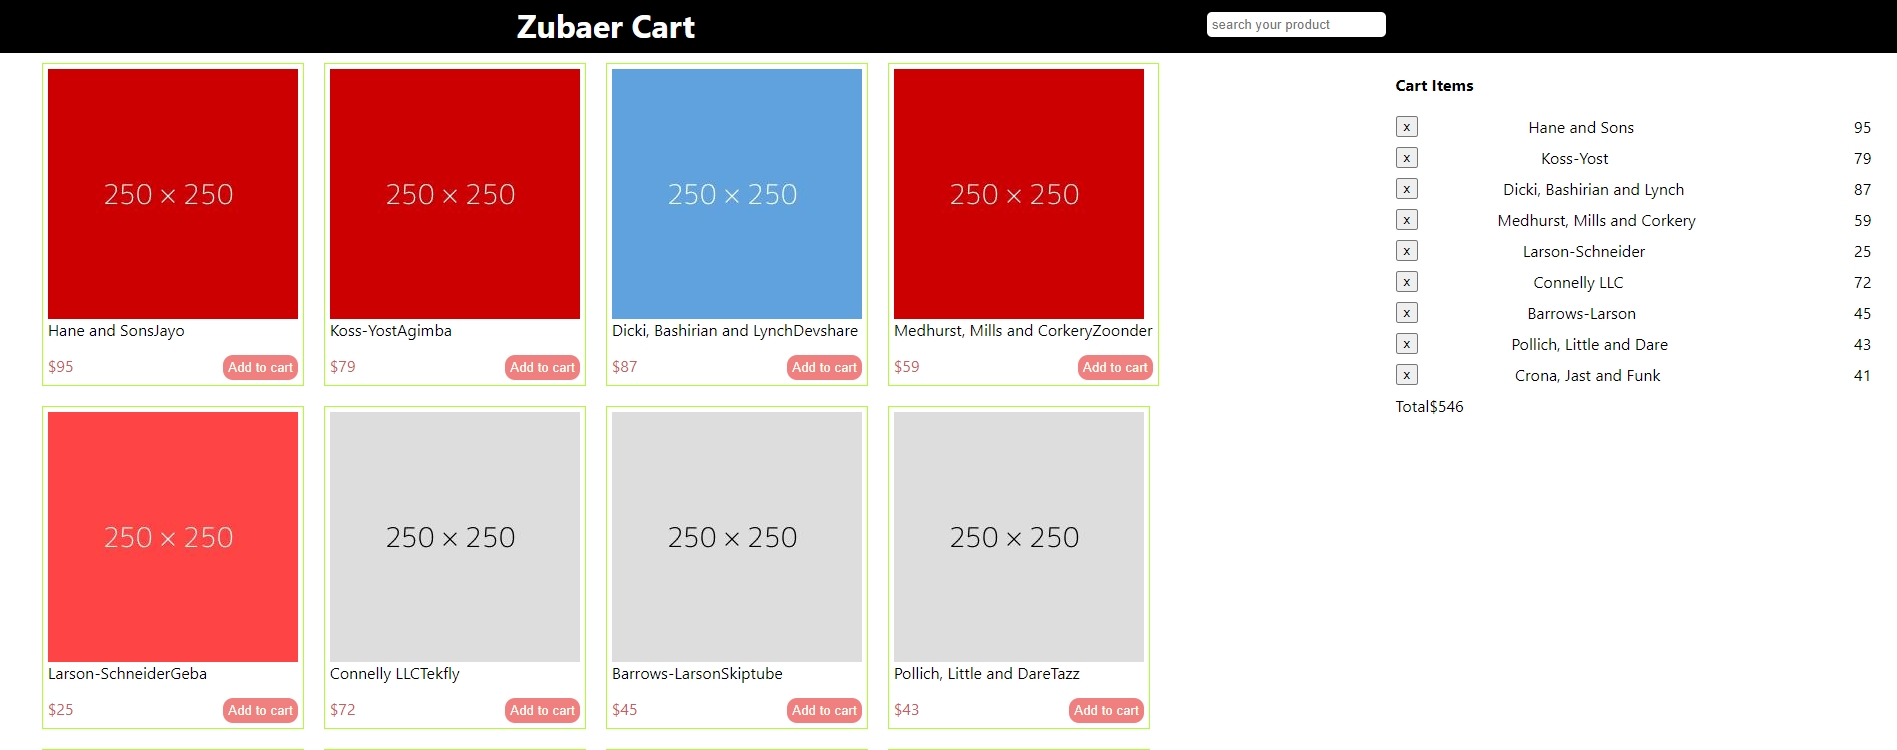 Zubaer Cart
search your product
250 × 250
250 × 250
250 × 250
250 × 250
Hane and SonsJayo
Koss-YostAgimba
Dicki, Bashirian and LynchDevshare
Medhurst, Mills and CorkeryZoonder
$95 Add to cart
$79 Add to cart
$87 Add to cart
$59 Add to cart
250 × 250
250 × 250
250 × 250
250 × 250
Larson-SchneiderGeba
Connelly LLCTekfly
Barrows-LarsonSkiptube
Pollich, Little and DareTazz
$25 Add to cart
$72 Add to cart
$45 Add to cart
$43 Add to cart
Cart Items
x Hane and Sons 95
x Koss-Yost 79
x Dicki, Bashirian and Lynch 87
x Medhurst, Mills and Corkery 59
x Larson-Schneider 25
x Connelly LLC 72
x Barrows-Larson 45
x Pollich, Little and Dare 43
x Crona, Jast and Funk 41
Total$546